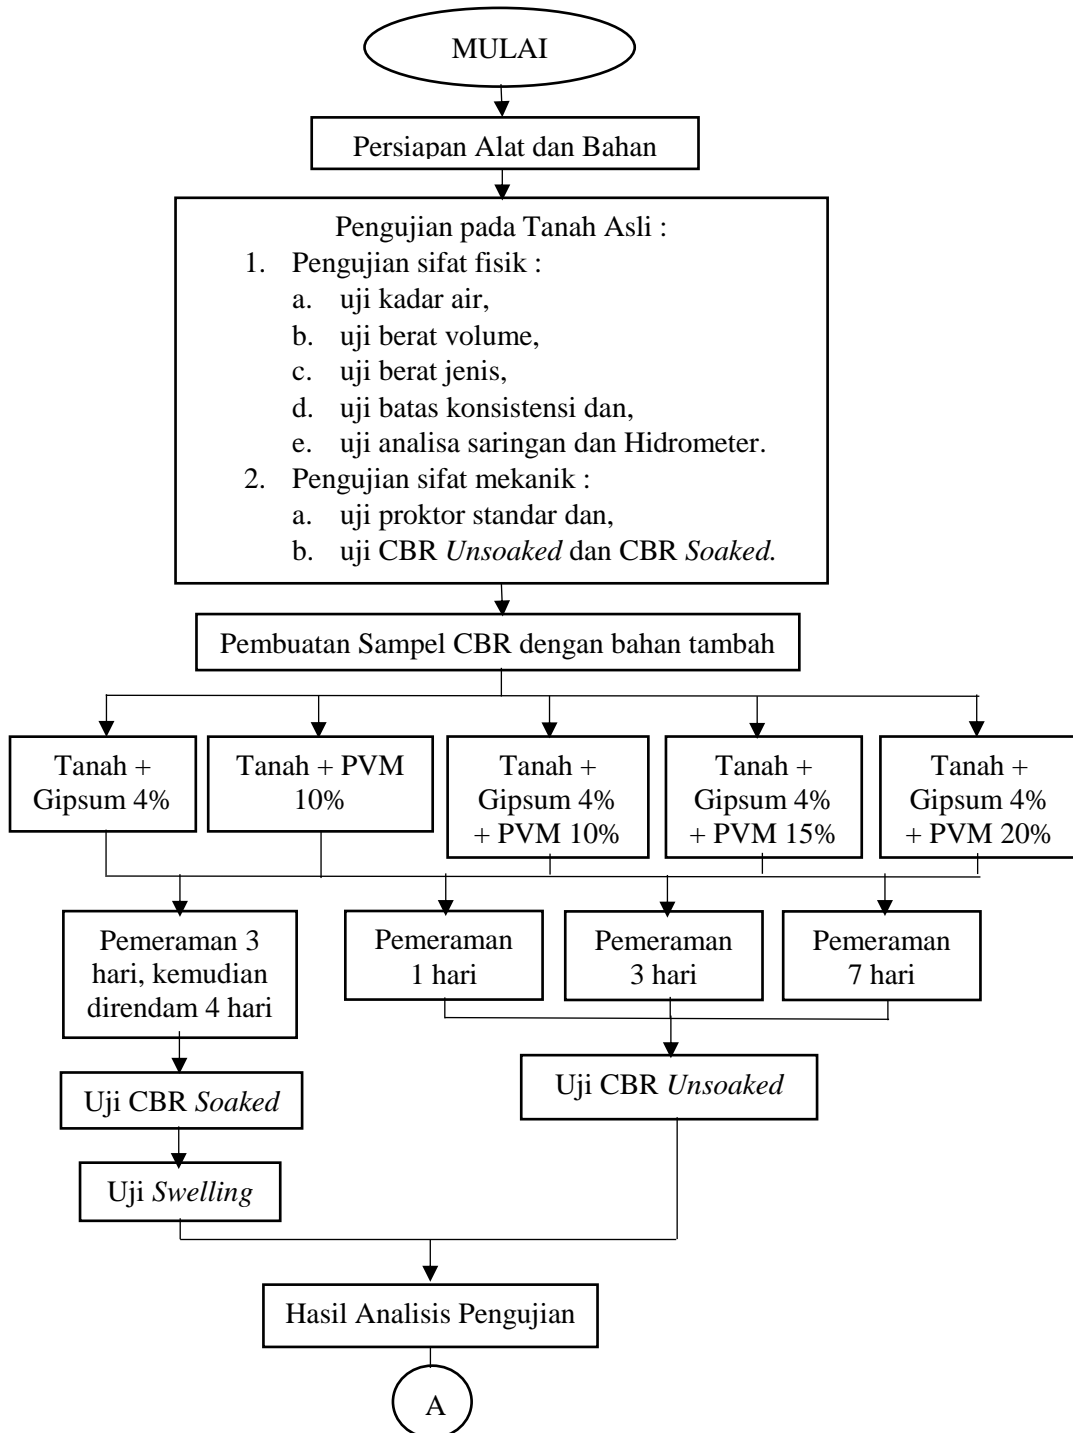 MULAI
Persiapan Alat dan Bahan
Pengujian pada Tanah Asli :
1. Pengujian sifat fisik :
a. uji kadar air,
b. uji berat volume,
c. uji berat jenis,
d. uji batas konsistensi dan,
e. uji analisa saringan dan Hidrometer.
2. Pengujian sifat mekanik :
a. uji proktor standar dan,
b. uji CBR Unsoaked dan CBR Soaked.
Pembuatan Sampel CBR dengan bahan tambah
Tanah +
Gipsum 4%
Tanah + PVM
10%
Tanah +
Gipsum 4%
+ PVM 10%
Tanah +
Gipsum 4%
+ PVM 15%
Tanah +
Gipsum 4%
+ PVM 20%
Pemeraman 3
hari, kemudian
direndam 4 hari
Pemeraman
1 hari
Pemeraman
3 hari
Pemeraman
7 hari
Uji CBR Soaked
Uji CBR Unsoaked
Uji Swelling
Hasil Analisis Pengujian
A